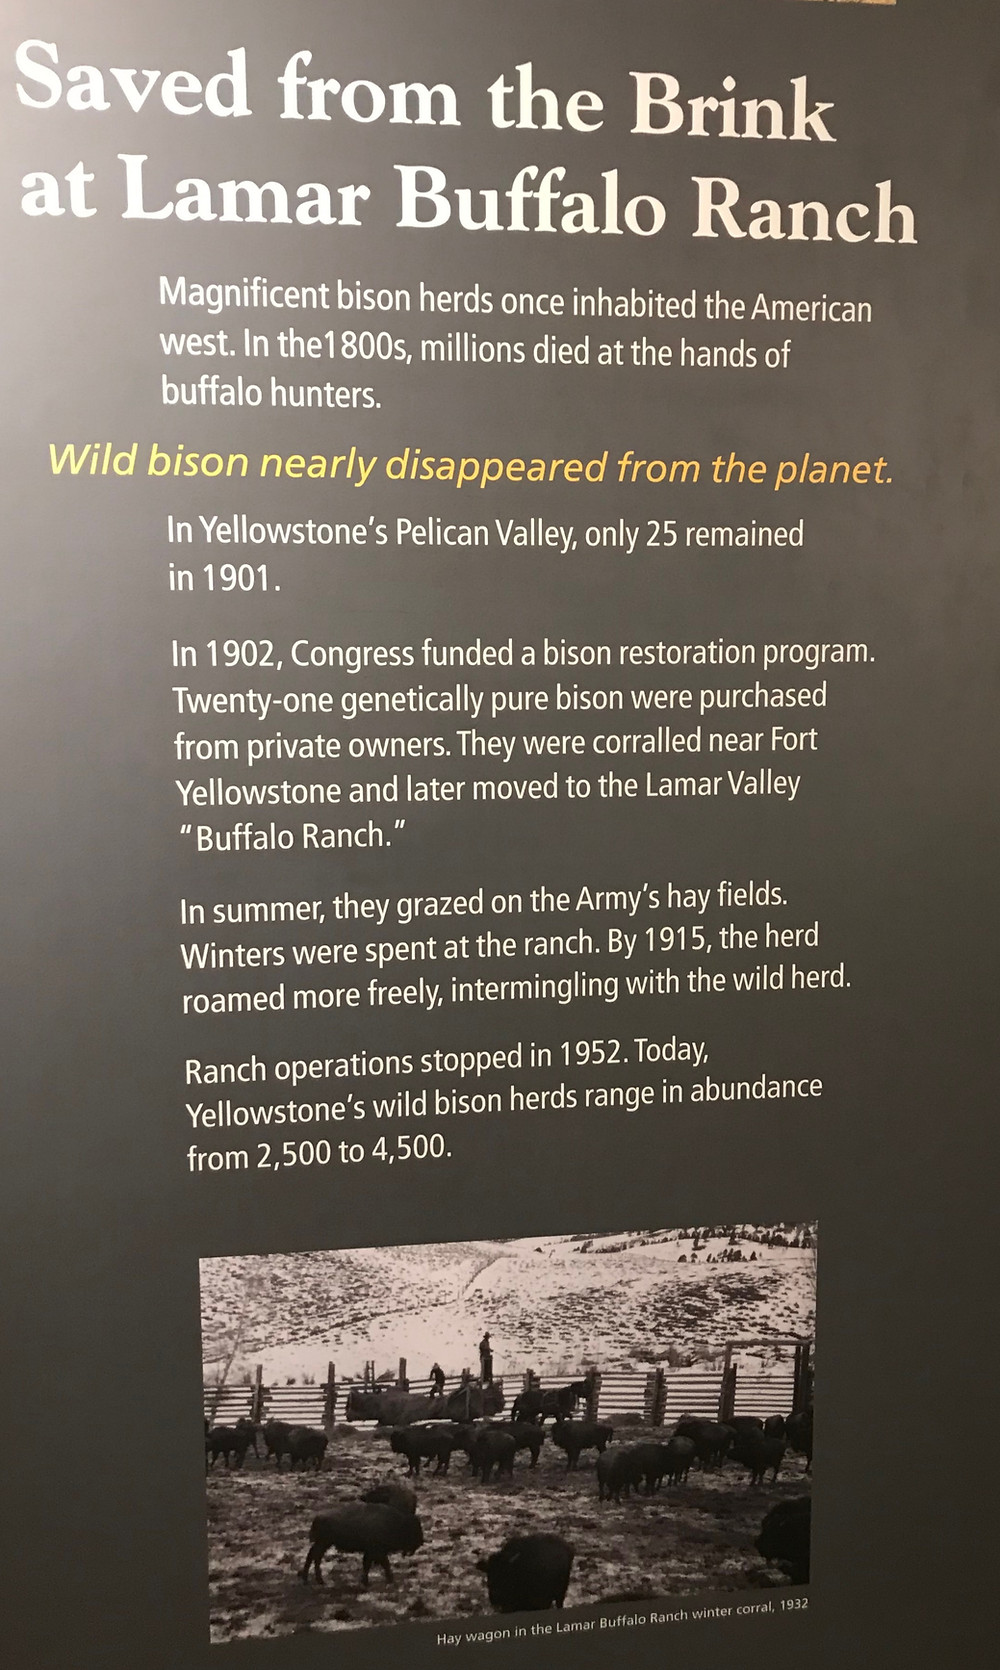 Saved from the Brink
at Lamar Buffalo Ranch
Magnificent bison herds once inhabited the American
west. In the1800s, millions died at the hands of
buffalo hunters.
Wild bison nearly disappeared from the planet.
In Yellowstone's Pelican Valley, only 25 remained
in 1901.
In 1902, Congress funded a bison restoration program.
Twenty-one genetically pure bison were purchased
from private owners. They were corralled near Fort
Yellowstone and later moved to the Lamar Valley
"Buffalo Ranch."
In summer, they grazed on the Army's hay fields.
Winters were spent at the ranch. By 1915, the herd
roamed more freely, intermingling with the wild herd.
Ranch operations stopped in 1952. Today,
Yellowstone's wild bison herds range in abundance
from 2,500 to 4,500.
Hay wagon in the Lamar Buffalo Ranch winter corral, 1932